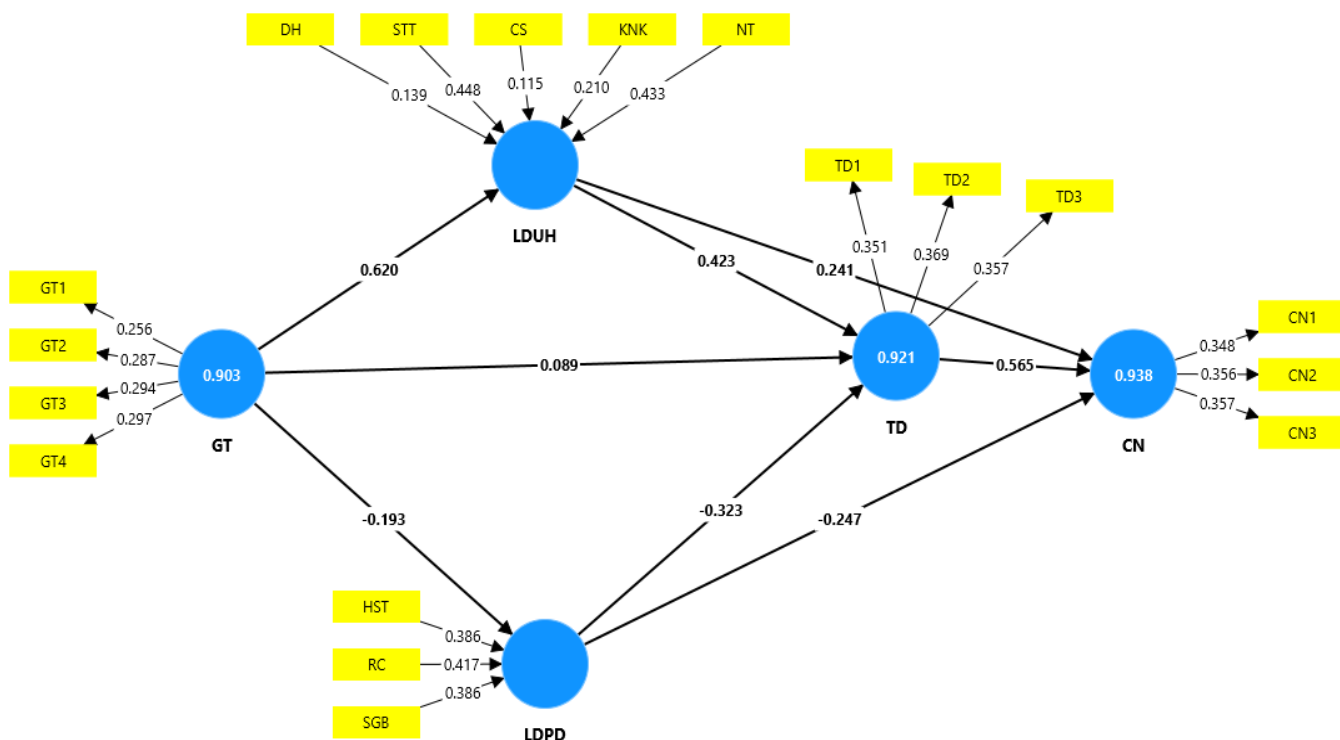 DH
STT
CS
KNK
NT
0.139
0.448
0.115
0.210
0.433
LDUH
TD1
TD2
TD3
0.351
0.369
0.357
0.620
0.423
0.241
GT1
GT2
GT3
GT4
0.256
0.287
0.294
0.297
0.903
GT
0.089
0.921
TD
0.565
0.938
CN
0.348
0.356
0.357
CN1
CN2
CN3
-0.193
-0.323
-0.247
HST
RC
SGB
0.386
0.417
0.386
LDPD